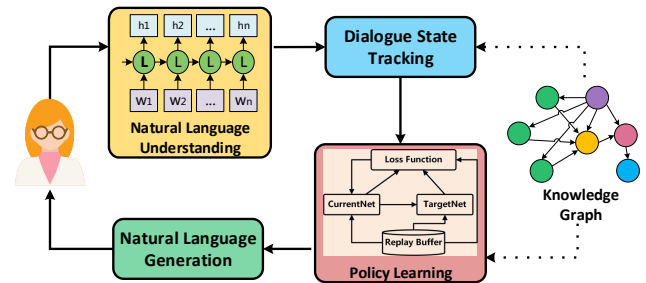 h1 h2 ... hn
L L L L
W1 W2 ... Wn
Natural Language
Understanding
Dialogue State
Tracking
Knowledge
Graph
Loss Function
CurrentNet TargetNet
Replay Buffer
Policy Learning
Natural Language
Generation